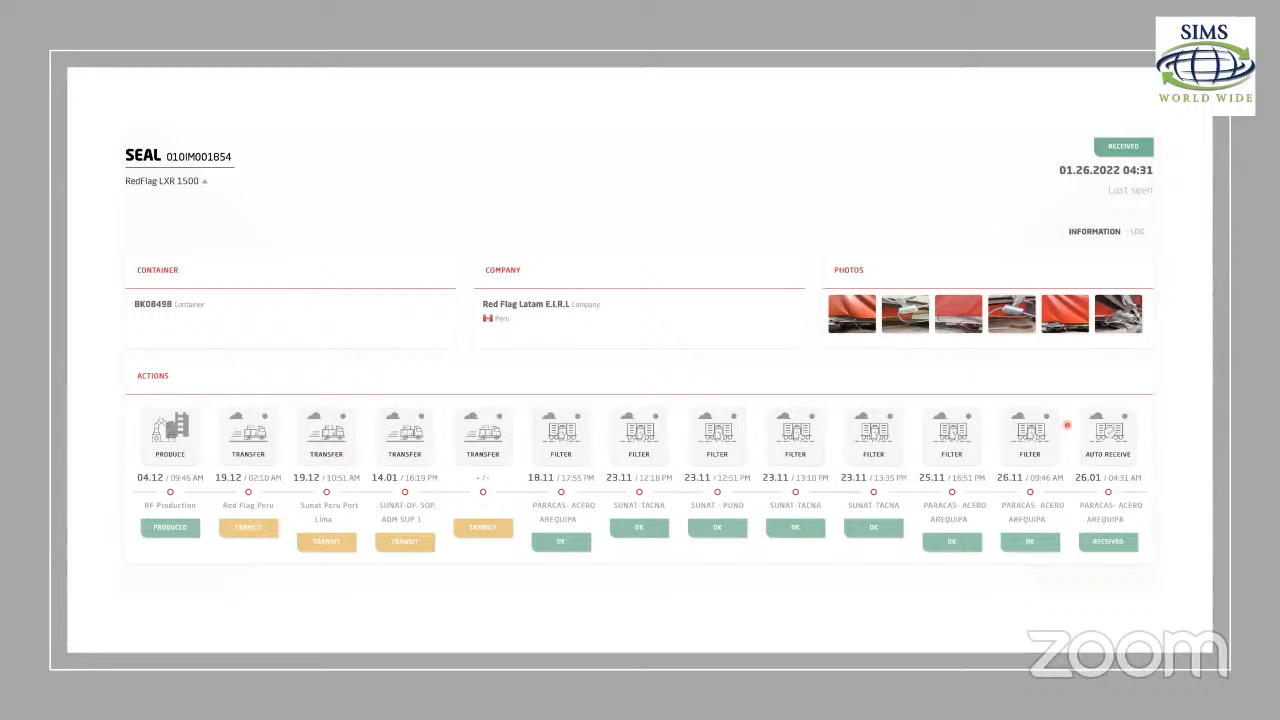 SIMS
WORLD WIDE
SEAL 010IM001854
RedFlag LXR 1500
RECEIVED
01.26.2022 04:31
Last seen
INFORMATION LOG
CONTAINER
COMPANY
PHOTOS
BK08498 Container
Red Flag Latam E.I.R.L Company
Peru
ACTIONS
PRODUCE TRANSFER TRANSFER TRANSFER TRANSFER FILTER FILTER FILTER FILTER FILTER FILTER FILTER AUTO RECEIVE
04.12 / 09:46 AM 19.12 / 02:10 AM 19.12 / 10:51 AM 14.01 / 16:19 PM - / - 18.11 / 17:55 PM 23.11 / 12:18 PM 23.11 / 12:51 PM 23.11 / 13:18 PM 23.11 / 13:35 PM 25.11 / 16:51 PM 26.11 / 09:46 AM 26.01 / 04:31 AM
RF Production Red Flag Peru Sunat Peru Port SUNAT-OF. SOP. PARACAS- ACERO SUNAT-TACNA SUNAT - PUNO SUNAT-TACNA SUNAT-TACNA PARACAS- ACERO PARACAS- ACERO PARACAS- ACERO
Lima ADM SUP 1 AREQUIPA AREQUIPA AREQUIPA AREQUIPA
PRODUCED TRANSIT TRANSIT OK OK OK OK
TRANSIT TRANSIT OK OK OK RECEIVED
zoom